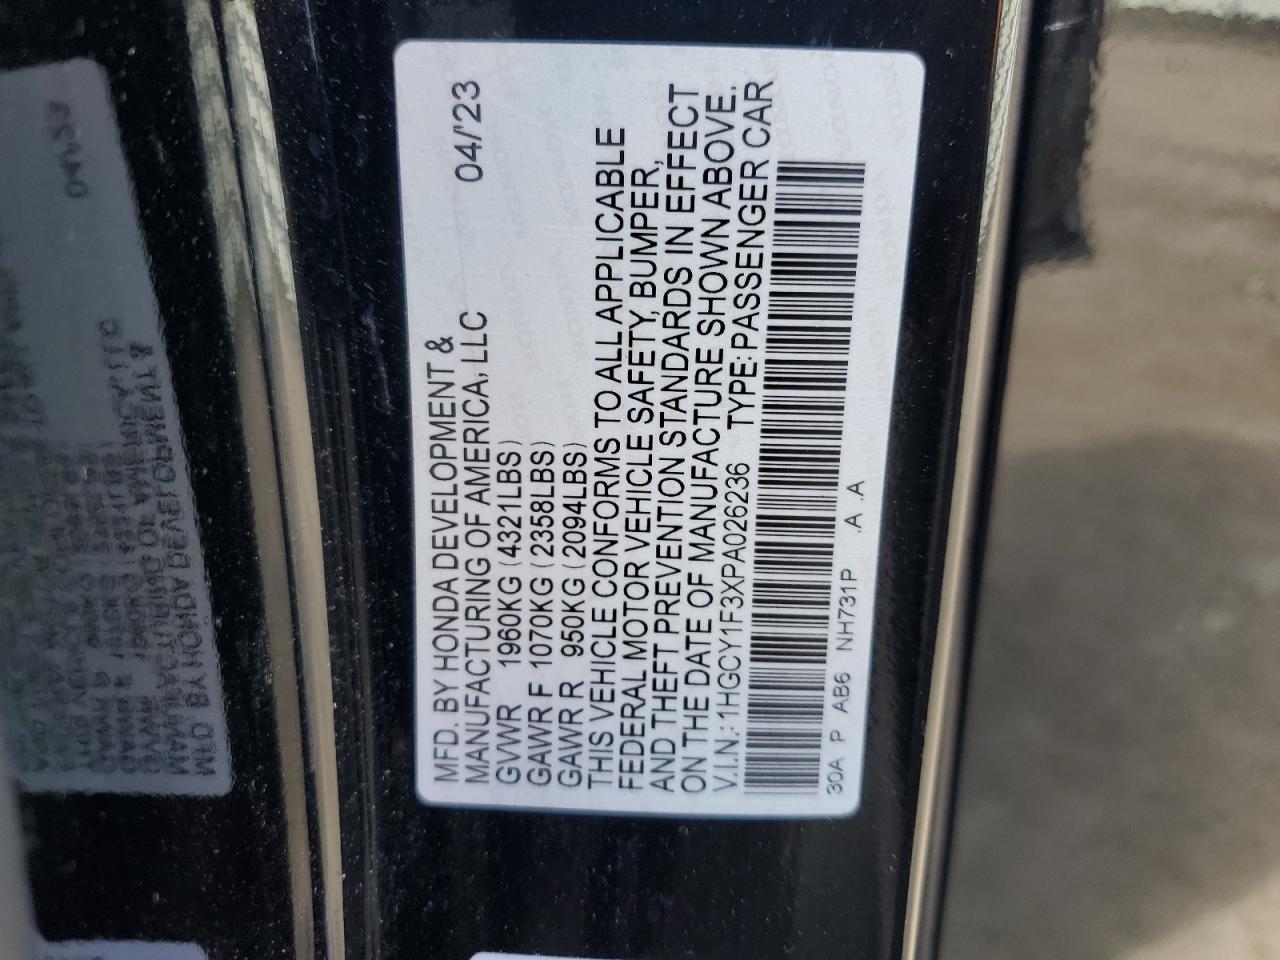 MFD. BY HONDA DEVELOPMENT &
MANUFACTURING OF AMERICA, LLC 04/'23
GVWR 1960KG (4321LBS)
GAWR F 1070KG (2358LBS)
GAWR R 950KG (2094LBS)
THIS VEHICLE CONFORMS TO ALL APPLICABLE
FEDERAL MOTOR VEHICLE SAFETY, BUMPER,
AND THEFT PREVENTION STANDARDS IN EFFECT
ON THE DATE OF MANUFACTURE SHOWN ABOVE.
V.I.N.: 1HGCY1F3XPA026236 TYPE: PASSENGER CAR
30A P AB6 NH731P .A .A